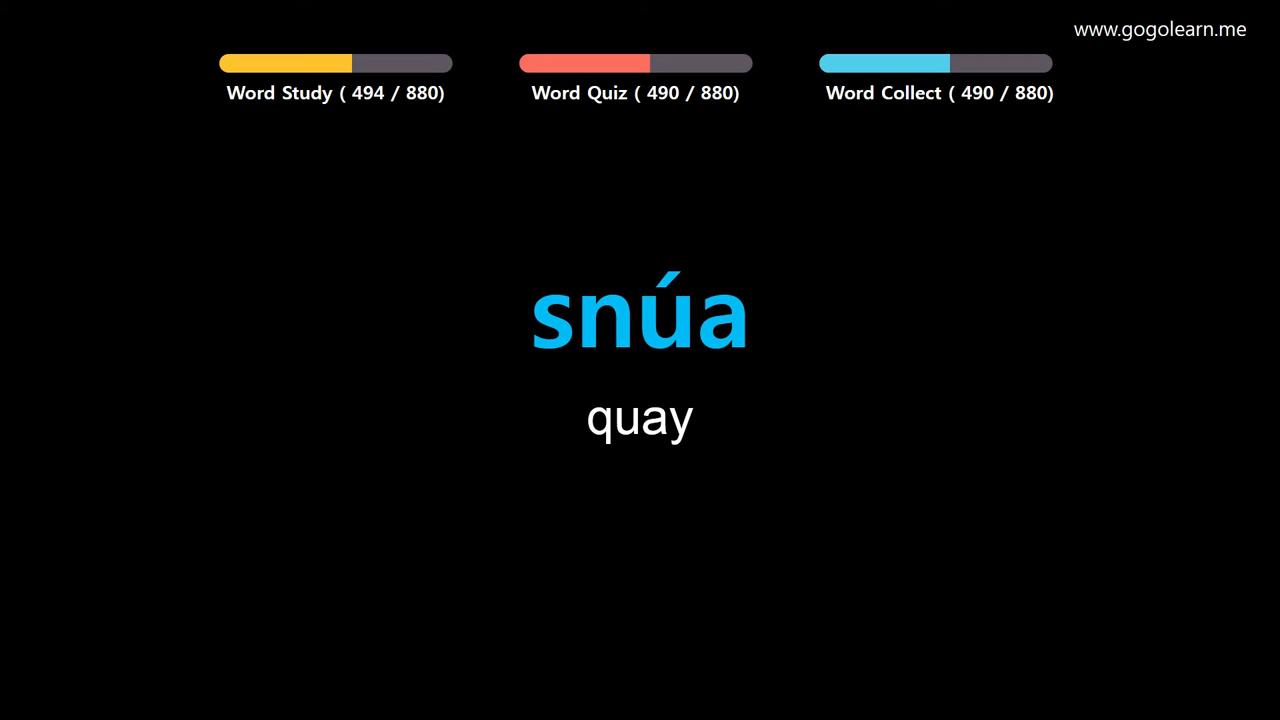 www.gogolearn.me
Word Study ( 494 / 880)
Word Quiz ( 490 / 880)
Word Collect ( 490 / 880)
snúa
quay